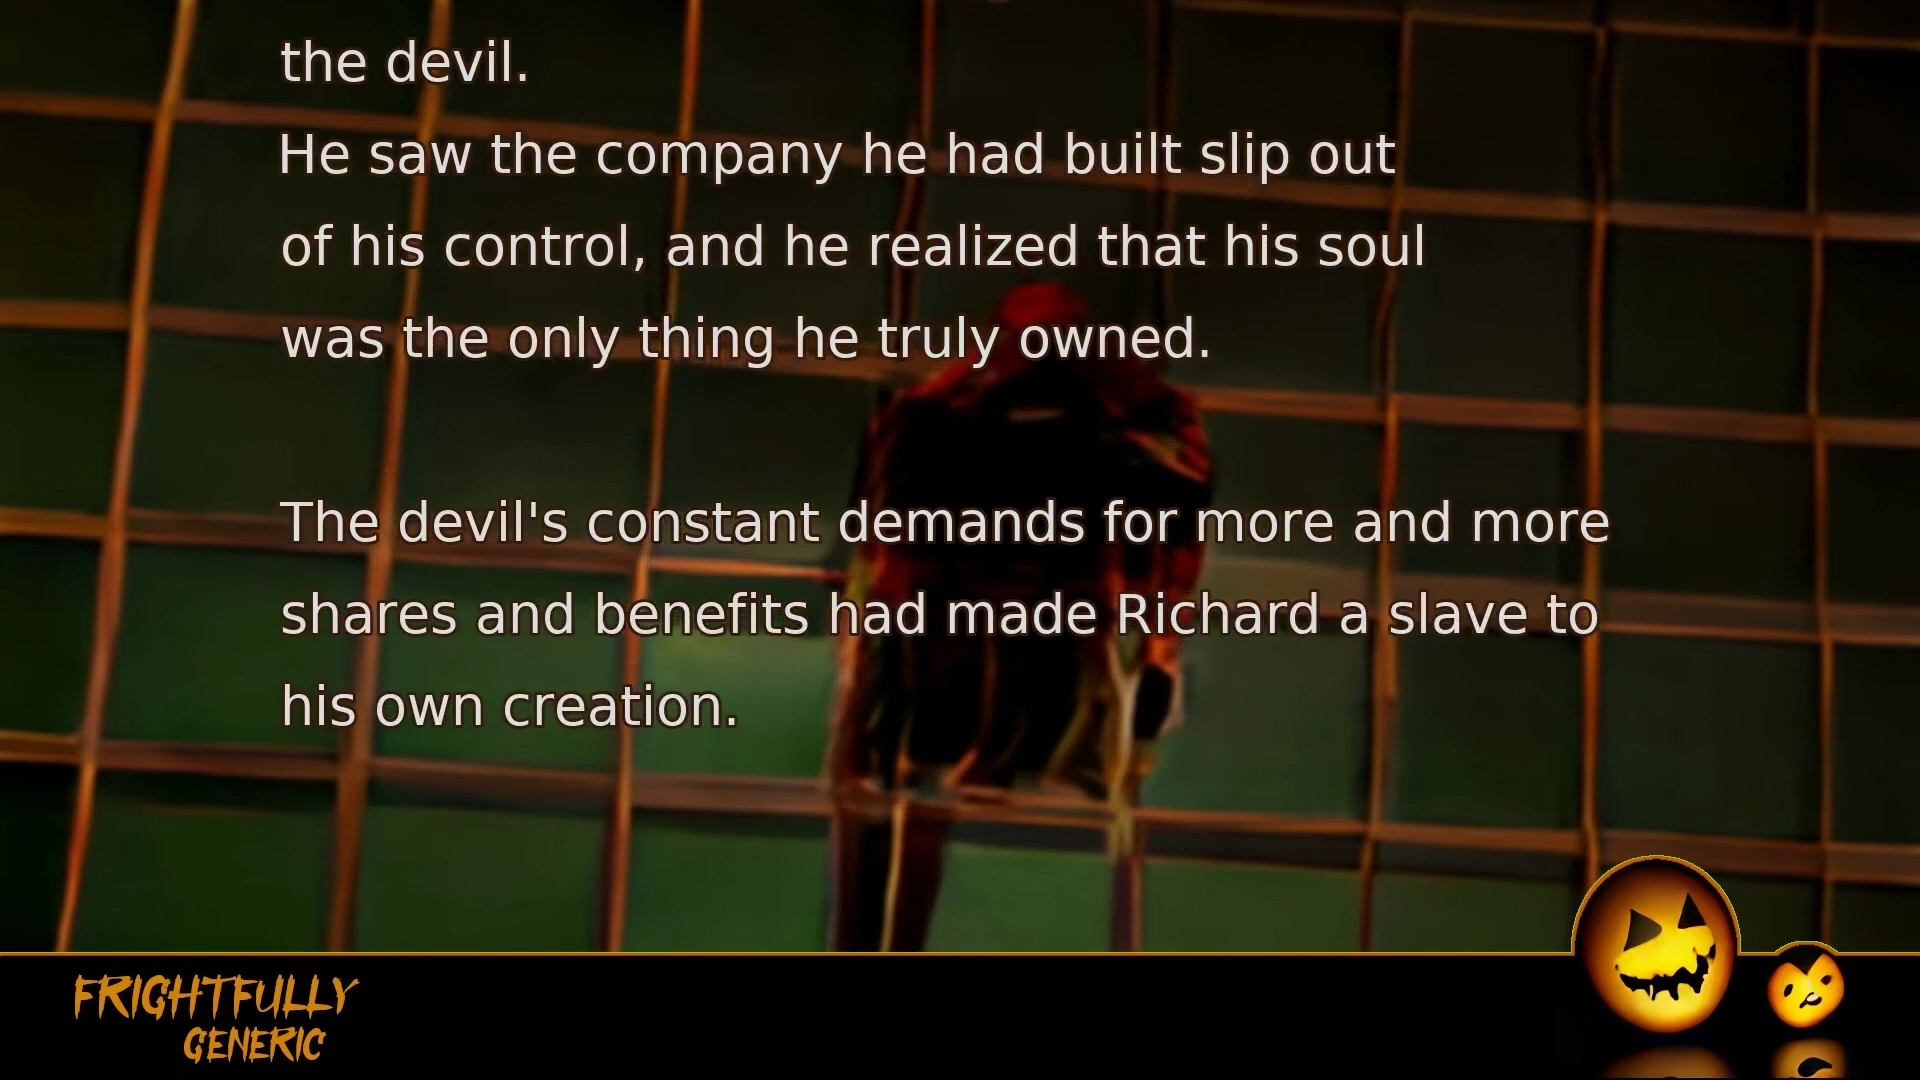 the devil.
He saw the company he had built slip out
of his control, and he realized that his soul
was the only thing he truly owned.
The devil's constant demands for more and more
shares and benefits had made Richard a slave to
his own creation.
FRIGHTFULLY
GENERIC